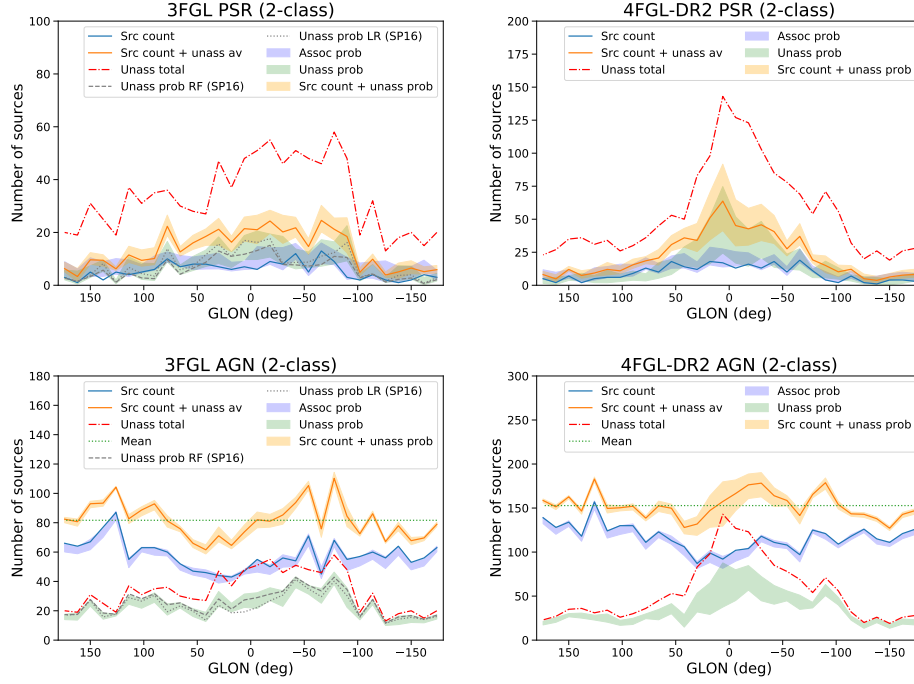 3FGL PSR (2-class)
Number of sources
100
80
60
40
20
0
Src count
Src count + unass av
Unass total
Unass prob RF (SP16)
Unass prob LR (SP16)
Assoc prob
Unass prob
Src count + unass prob
150 100 50 0 −50 −100 −150
GLON (deg)
4FGL-DR2 PSR (2-class)
Number of sources
200
175
150
125
100
75
50
25
0
Src count
Src count + unass av
Unass total
Assoc prob
Unass prob
Src count + unass prob
150 100 50 0 −50 −100 −150
GLON (deg)
3FGL AGN (2-class)
Number of sources
180
160
140
120
100
80
60
40
20
0
Src count
Src count + unass av
Unass total
Mean
Unass prob RF (SP16)
Unass prob LR (SP16)
Assoc prob
Unass prob
Src count + unass prob
150 100 50 0 −50 −100 −150
GLON (deg)
4FGL-DR2 AGN (2-class)
Number of sources
300
250
200
150
100
50
0
Src count
Src count + unass av
Unass total
Mean
Assoc prob
Unass prob
Src count + unass prob
150 100 50 0 −50 −100 −150
GLON (deg)